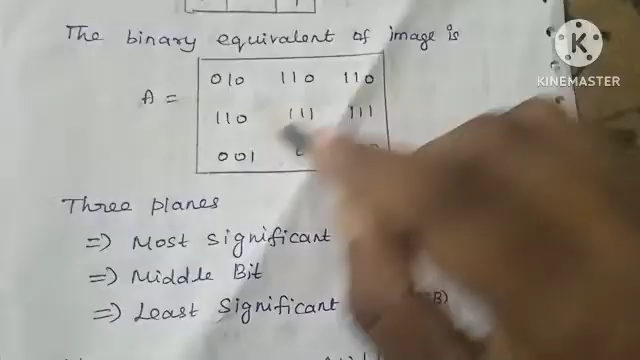 The binary equivalent of image is
K
KINEMASTER
A = 010 110 110
110 111 111
001
Three planes
=> Most significant
=> Middle Bit
=> Least Significant B)